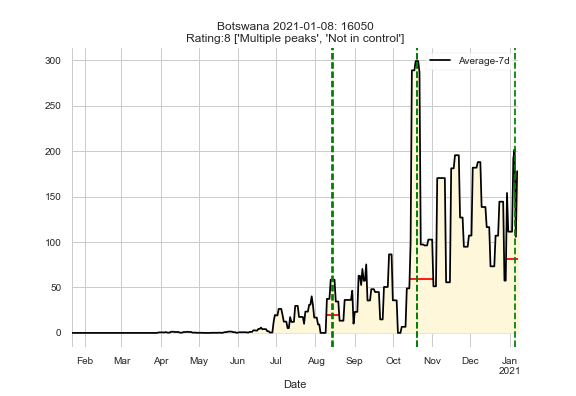 Botswana 2021-01-08: 16050
Rating:8 ['Multiple peaks', 'Not in control']
Average-7d
300
250
200
150
100
50
0
Feb Mar Apr May Jun Jul Aug Sep Oct Nov Dec Jan
2021
Date